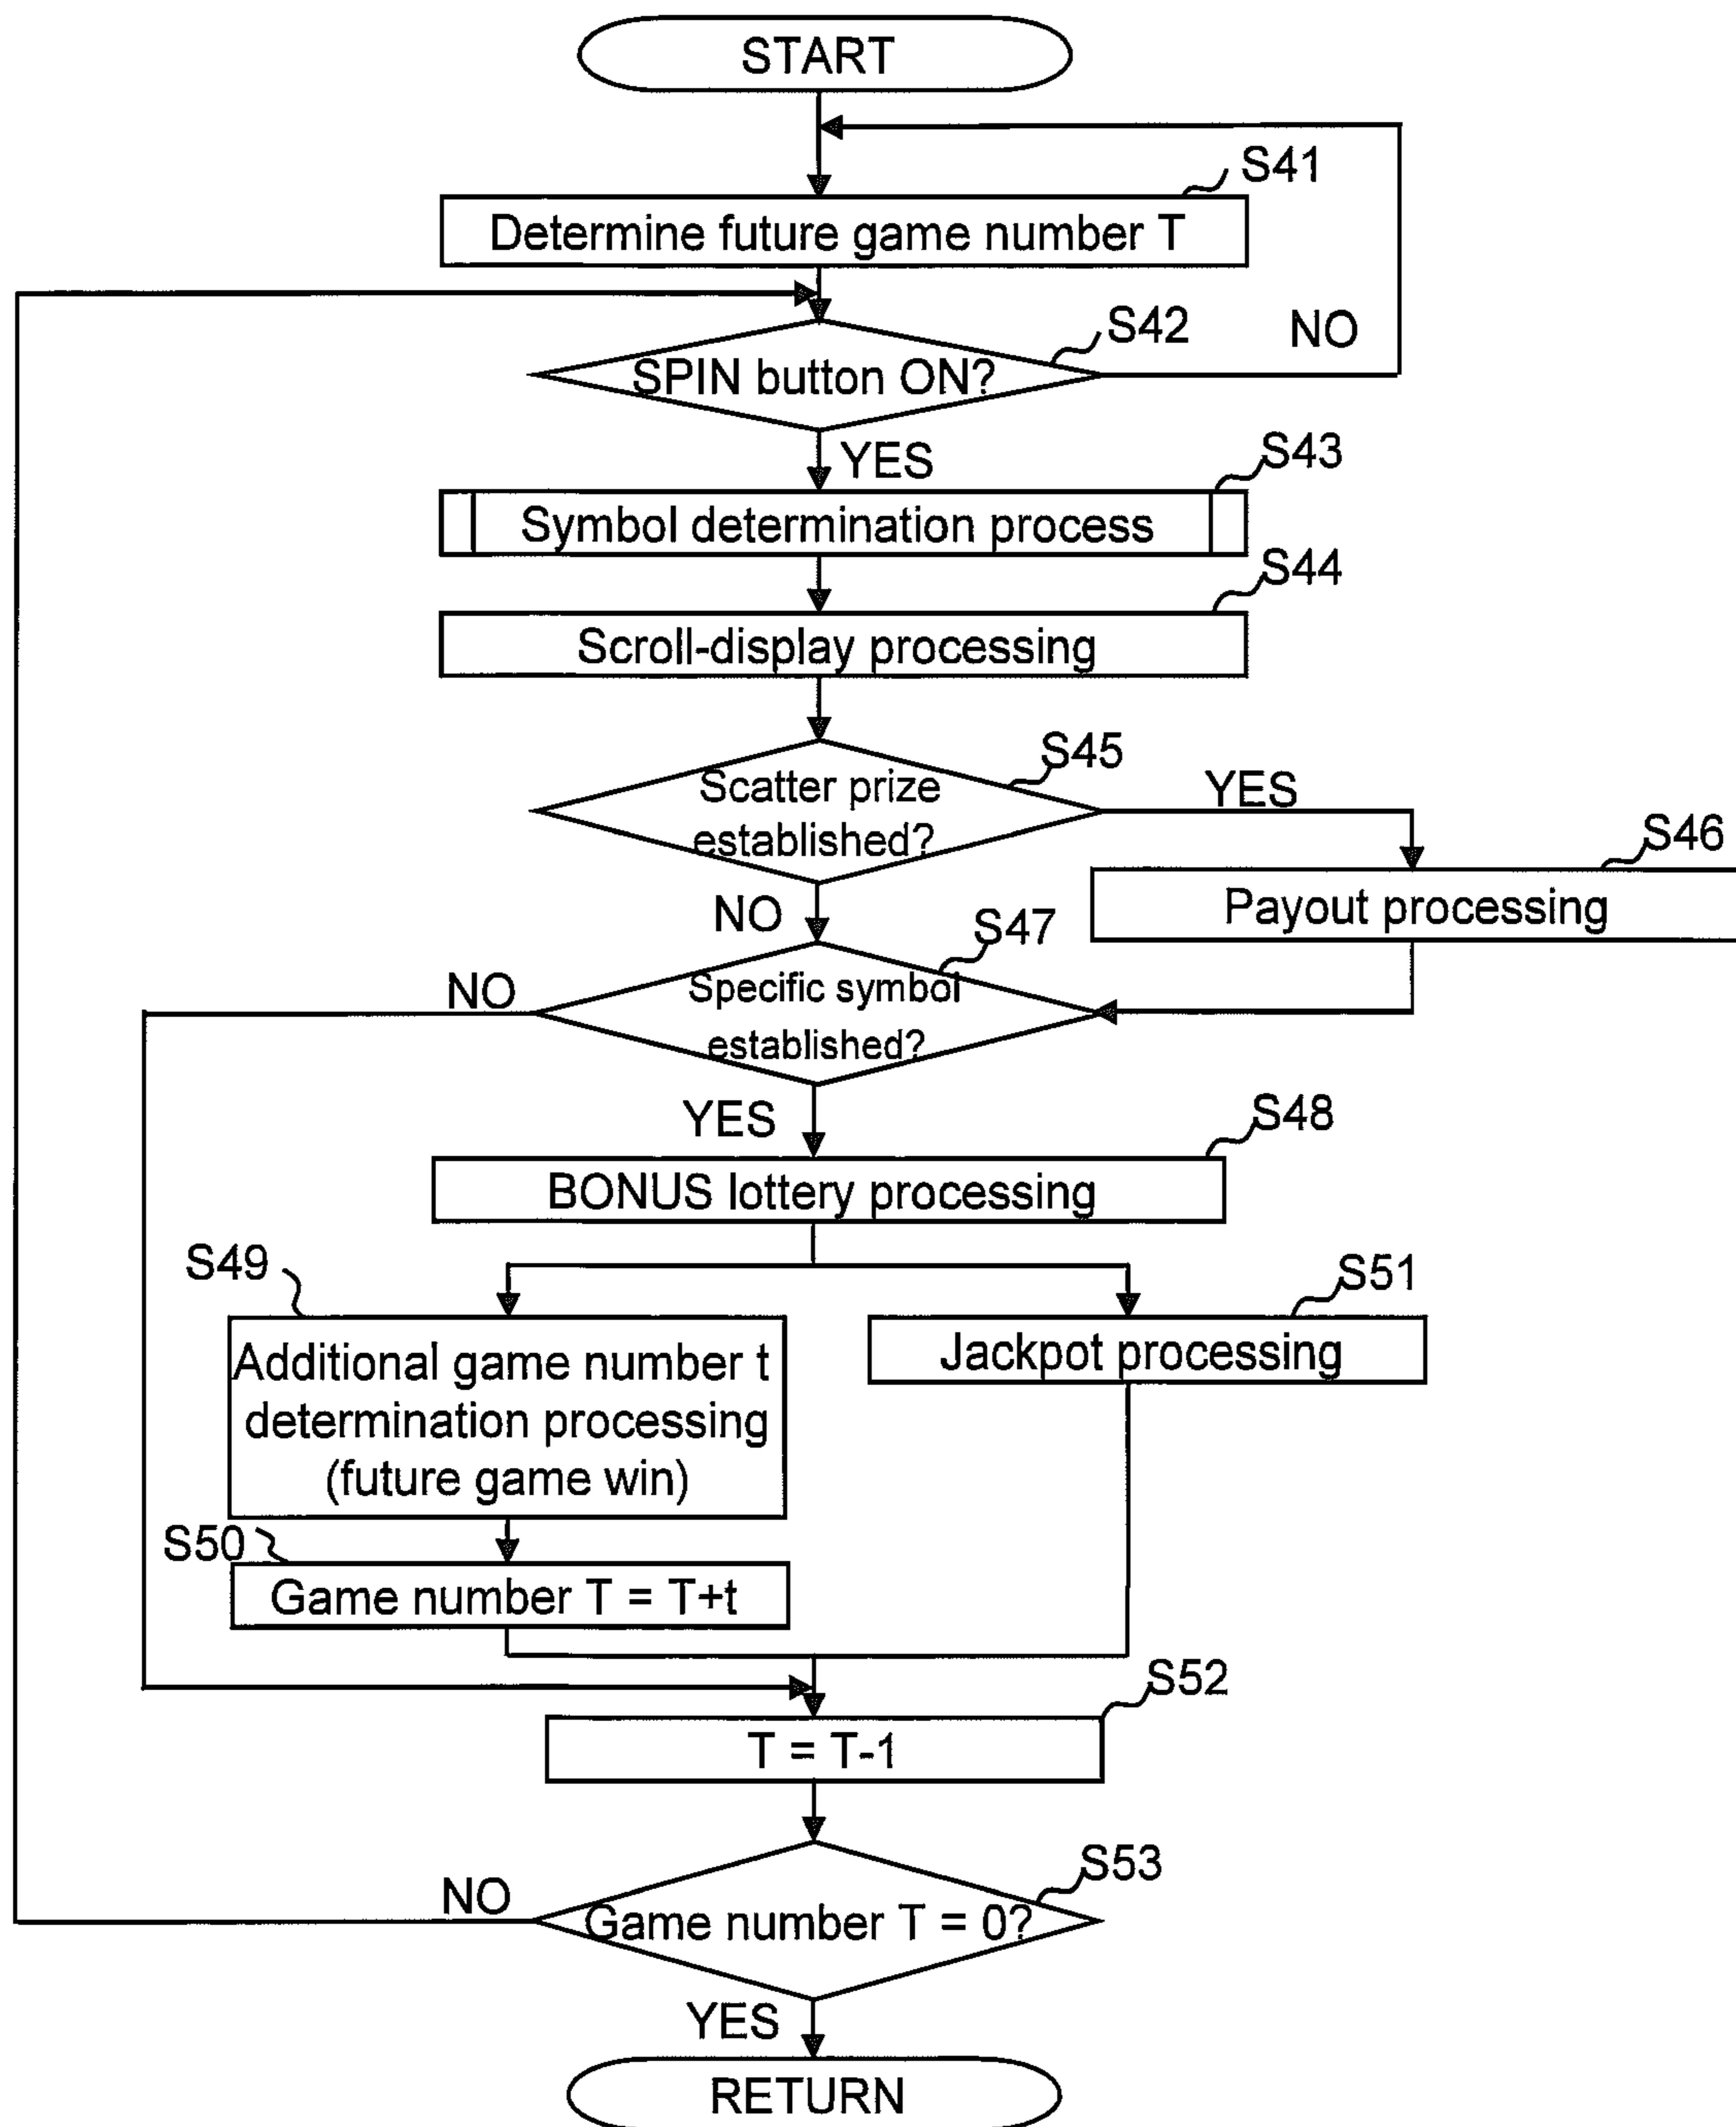 START
S41
Determine future game number T
S42
NO
SPIN button ON?
YES
S43
Symbol determination process
S44
Scroll-display processing
S45
Scatter prize
established?
YES
S46
Payout processing
NO
S47
NO
Specific symbol
established?
YES
S48
BONUS lottery processing
S49
S51
Additional game number t
determination processing
(future game win)
Jackpot processing
S50
Game number T = T+t
S52
T = T-1
S53
NO
Game number T = 0?
YES
RETURN